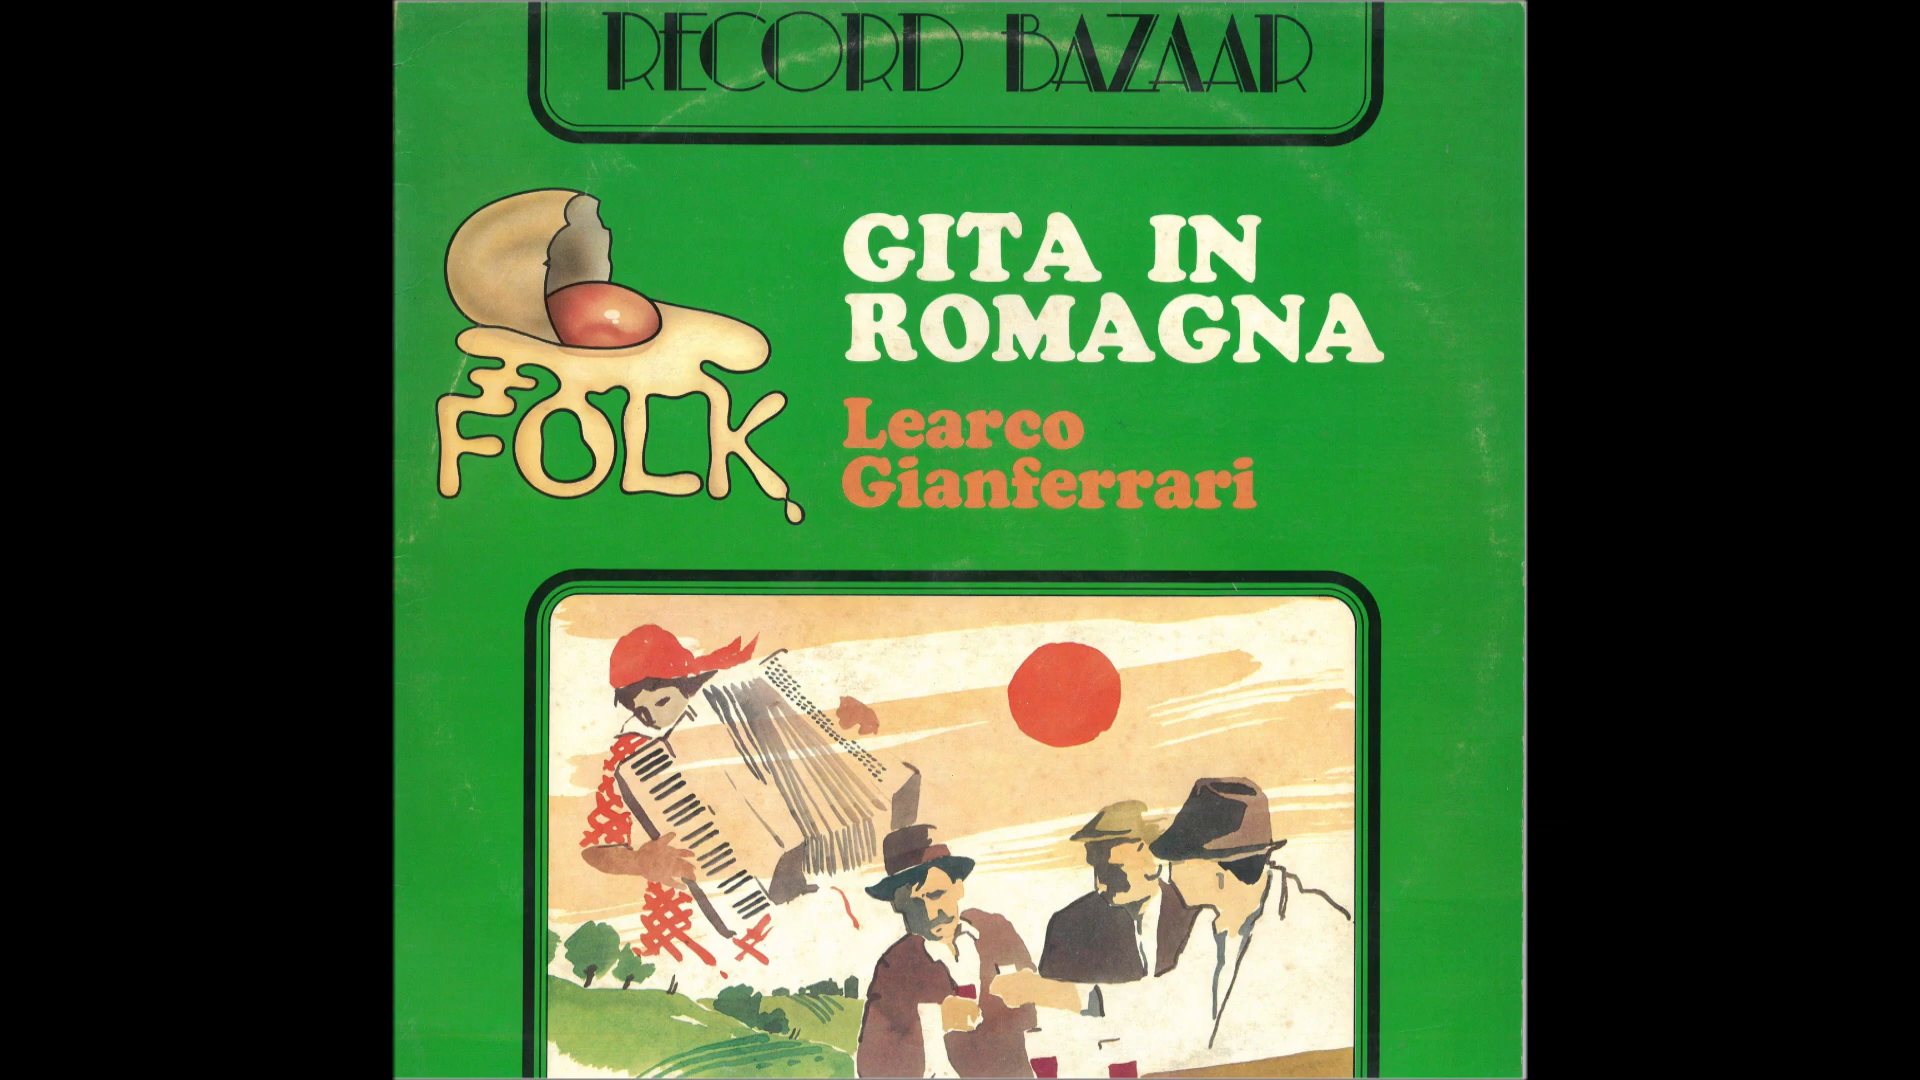 RECORD BAZAAR
FOLK
GITA IN
ROMAGNA
Learco
Gianferrari